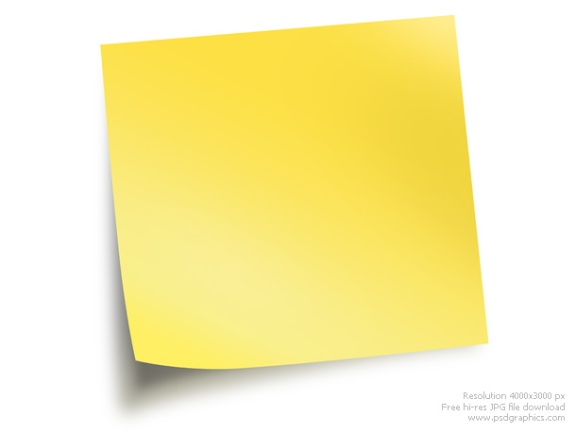 Resolution 4000x3000 px
Free hi-res JPG file download
www.psdgraphics.com